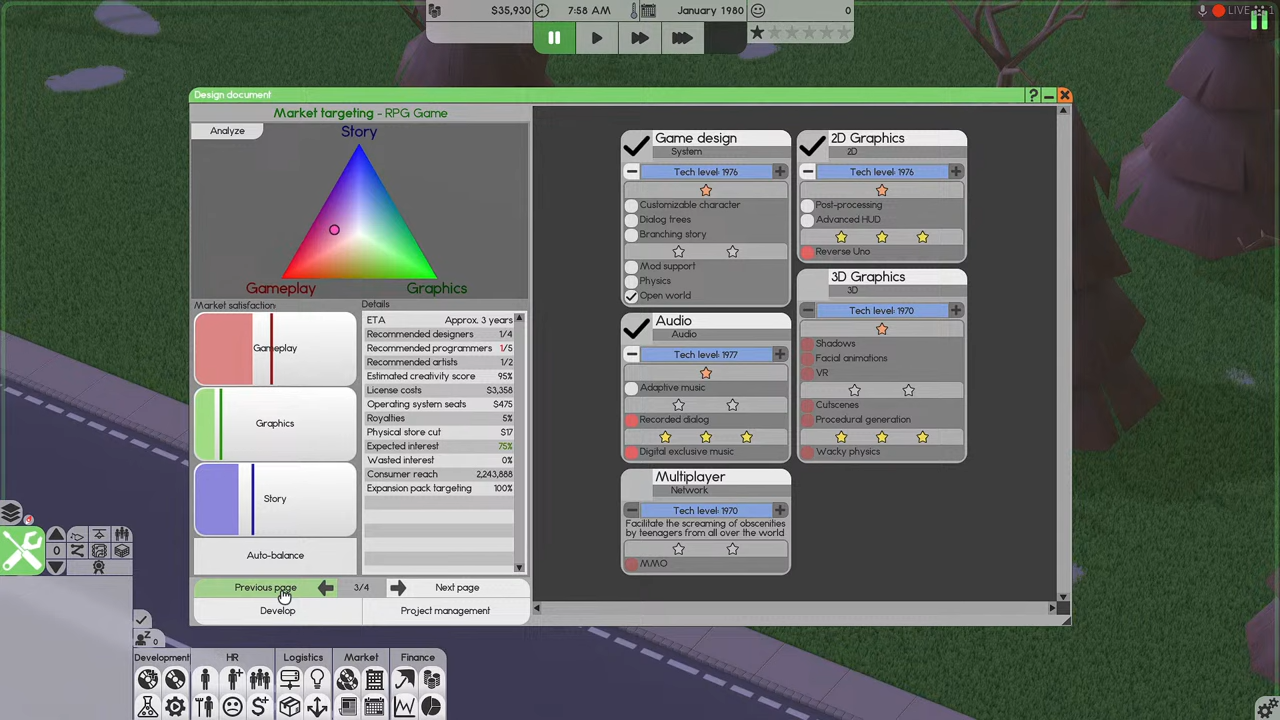 $35,930
7:58 AM
January 1980
0
LIVE
1
Design document
?
Market targeting - RPG Game
Analyze
Story
Gameplay
Graphics
Market satisfaction
Gameplay
Graphics
Story
Auto-balance
Details
ETA Approx. 3 years
Recommended designers 1/4
Recommended programmers 1/5
Recommended artists 1/2
Estimated creativity score 95%
License costs $3,358
Operating system seats $475
Royalties 5%
Physical store cut $17
Expected interest 75%
Wasted interest 0%
Consumer reach 2,243,888
Expansion pack targeting 100%
Previous page
3/4
Next page
Develop
Project management
Game design
System
Tech level: 1976
Customizable character
Dialog trees
Branching story
Mod support
Physics
Open world
Audio
Audio
Tech level: 1977
Adaptive music
Recorded dialog
Digital exclusive music
Multiplayer
Network
Tech level: 1970
Facilitate the screaming of obscenities
by teenagers from all over the world
MMO
2D Graphics
2D
Tech level: 1976
Post-processing
Advanced HUD
Reverse Uno
3D Graphics
3D
Tech level: 1970
Shadows
Facial animations
VR
Cutscenes
Procedural generation
Wacky physics
0
0
Development
HR
Logistics
Market
Finance